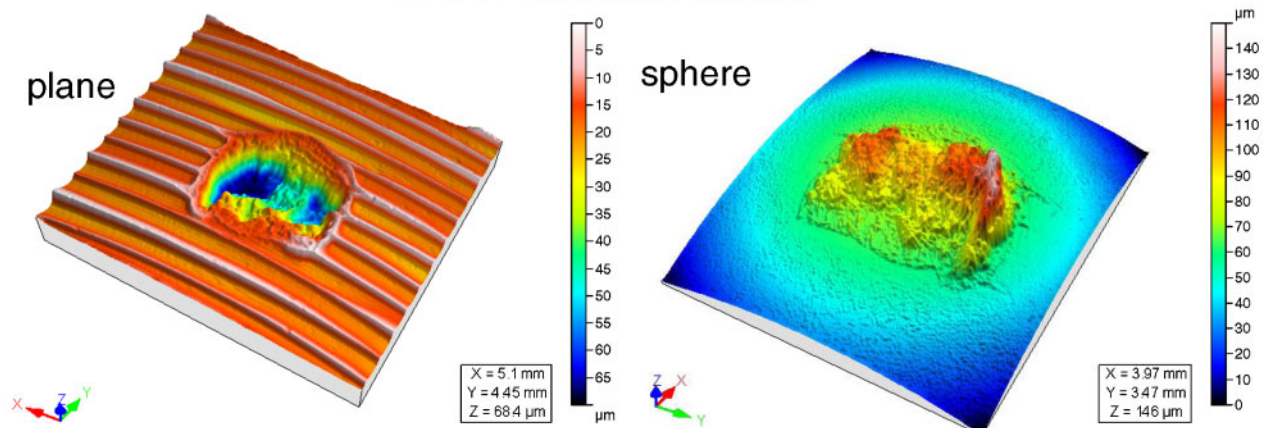 plane
0
5
10
15
20
25
30
35
40
45
50
55
60
65
µm
X = 5.1 mm
Y = 4.45 mm
Z = 68.4 µm
X
Z
Y
sphere
µm
140
130
120
110
100
90
80
70
60
50
40
30
20
10
0
X = 3.97 mm
Y = 3.47 mm
Z = 146 µm
Z
X
Y